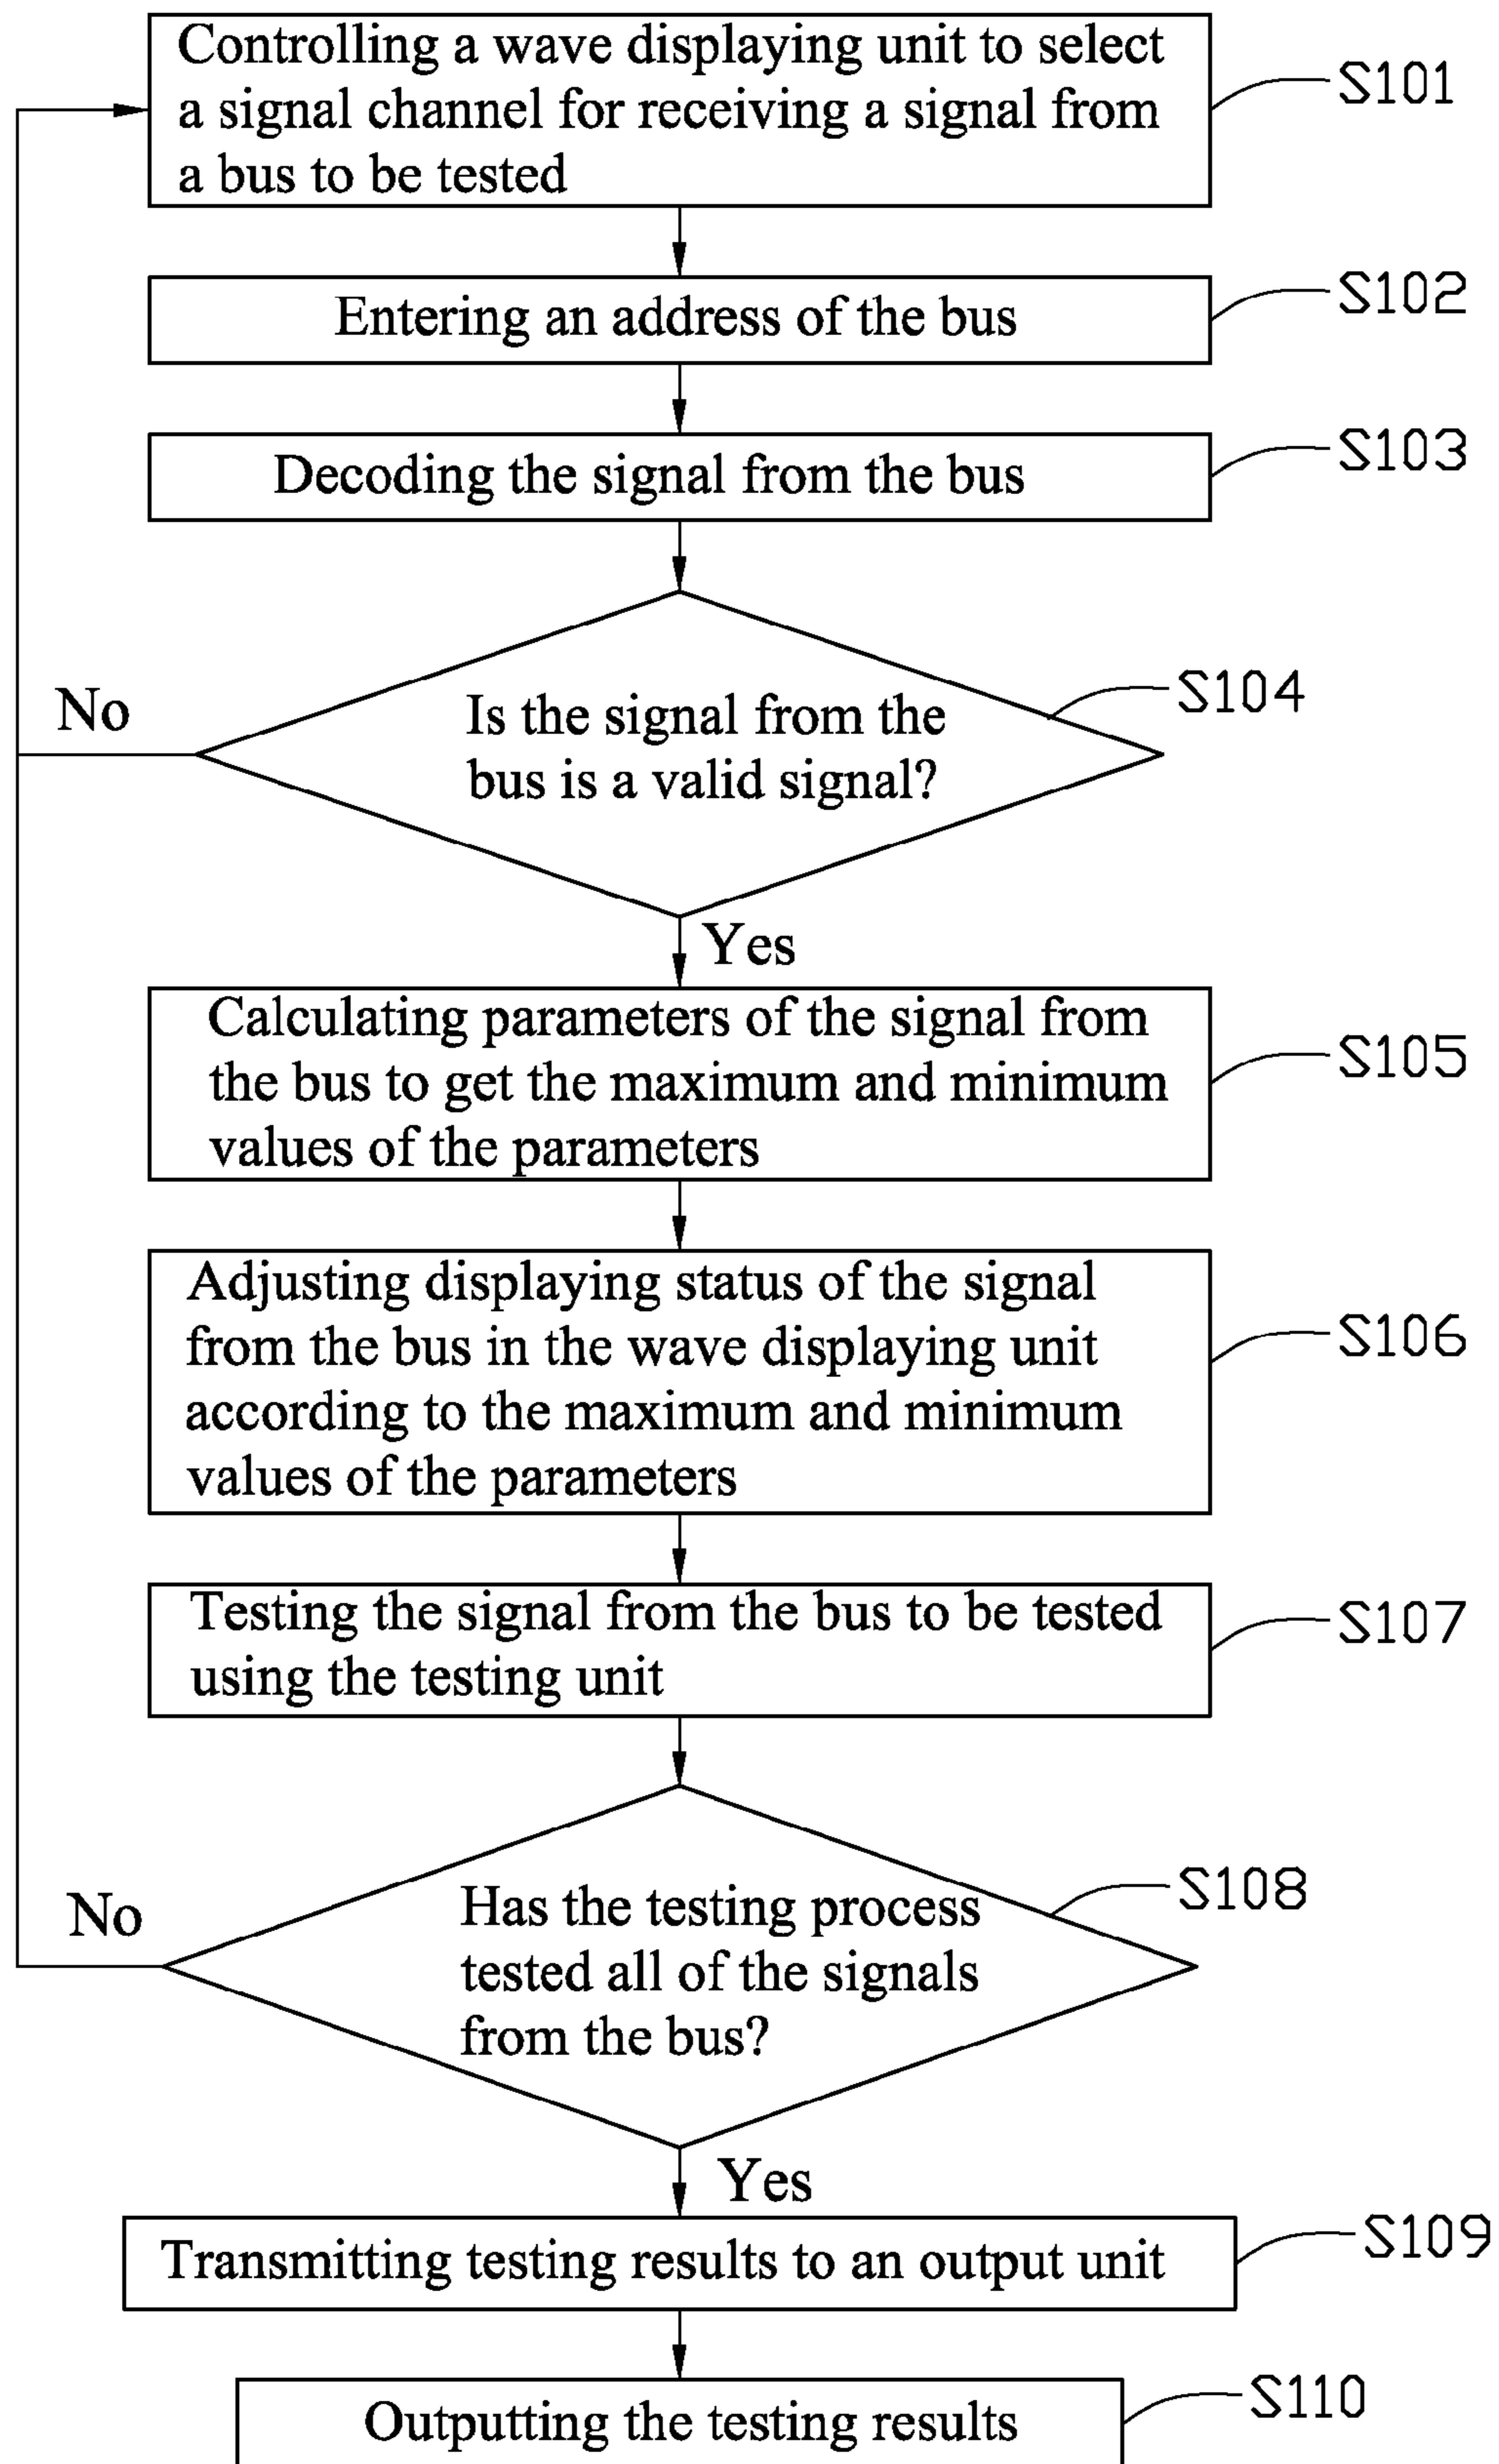 Controlling a wave displaying unit to select
a signal channel for receiving a signal from
a bus to be tested
S101
Entering an address of the bus
S102
Decoding the signal from the bus
S103
Is the signal from the
bus is a valid signal?
S104
No
Yes
Calculating parameters of the signal from
the bus to get the maximum and minimum
values of the parameters
S105
Adjusting displaying status of the signal
from the bus in the wave displaying unit
according to the maximum and minimum
values of the parameters
S106
Testing the signal from the bus to be tested
using the testing unit
S107
Has the testing process
tested all of the signals
from the bus?
S108
No
Yes
Transmitting testing results to an output unit
S109
Outputting the testing results
S110